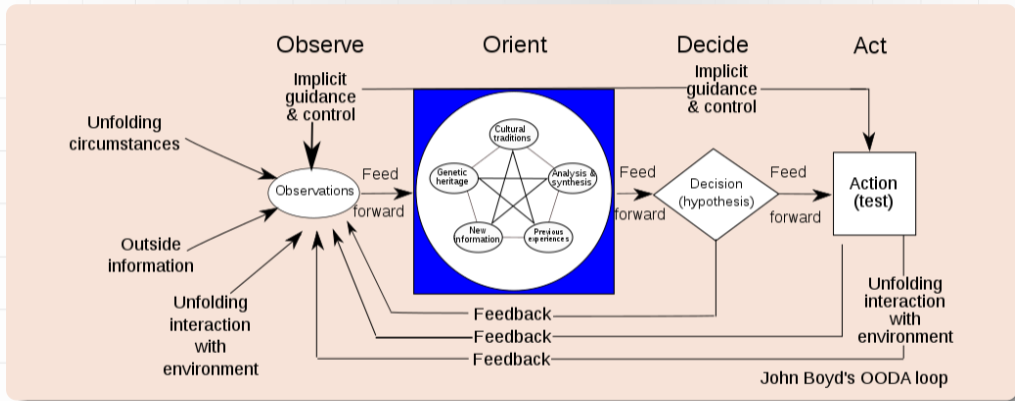 Observe
Orient
Decide
Act
Implicit
guidance
& control
Implicit
guidance
& control
Unfolding
circumstances
Observations
Outside
information
Unfolding
interaction
with
environment
Feed
forward
Cultural
traditions
Genetic
heritage
Analysis &
synthesis
New
information
Previous
experiences
Feed
forward
Decision
(hypothesis)
Feed
forward
Action
(test)
Unfolding
interaction
with
environment
Feedback
Feedback
Feedback
John Boyd's OODA loop